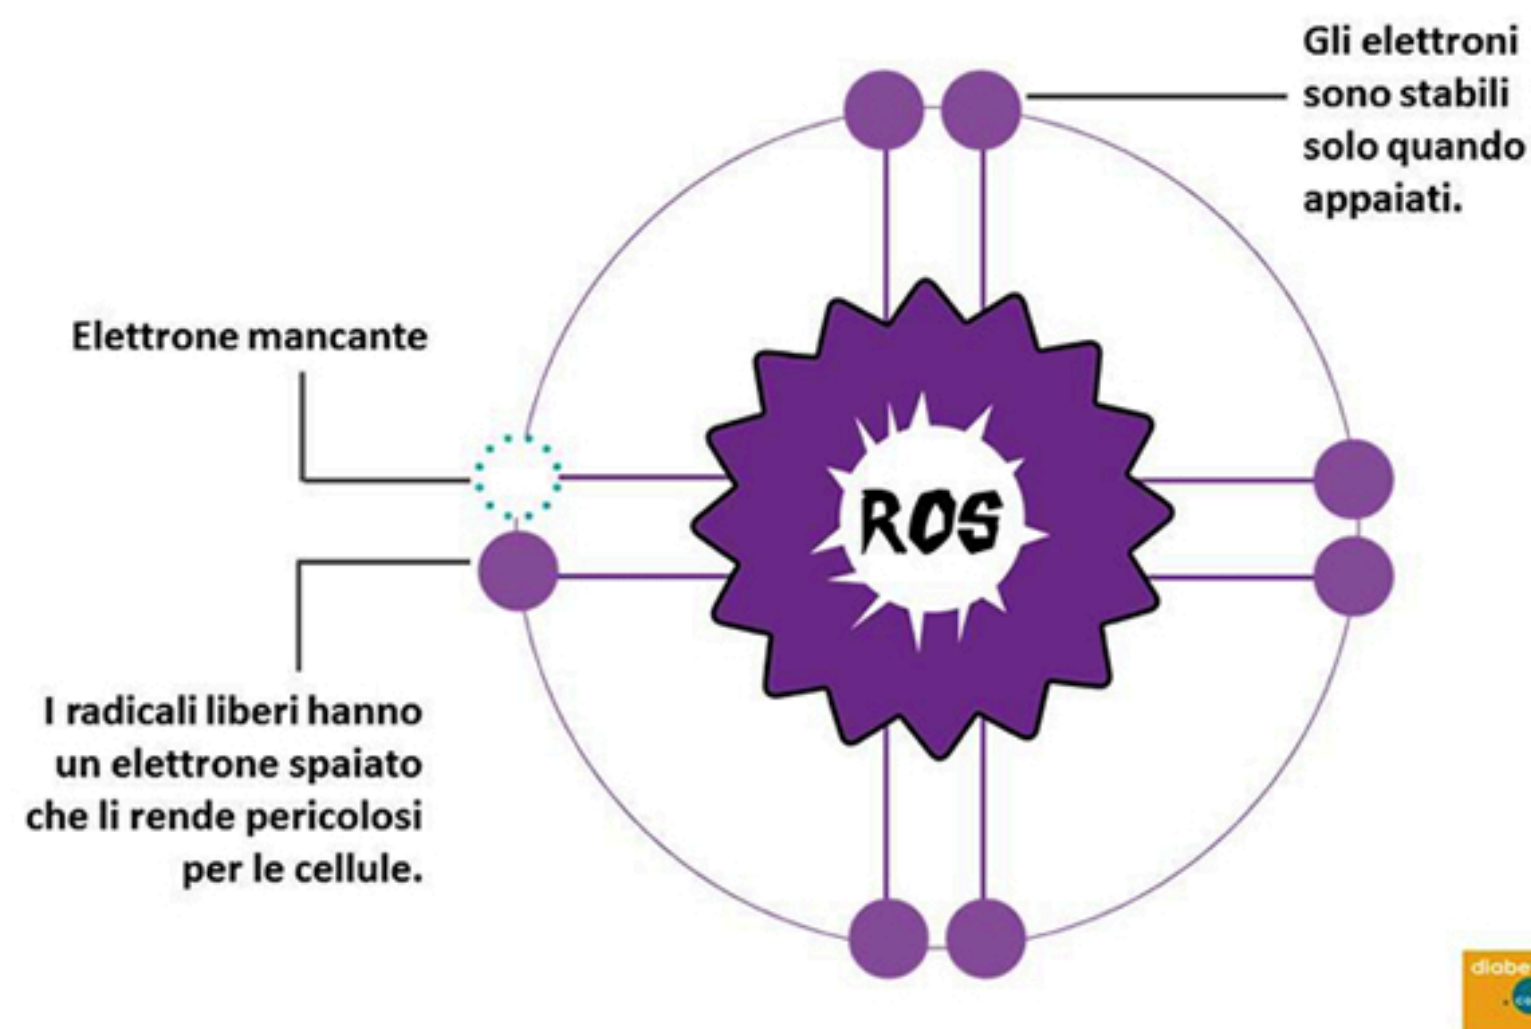 Gli elettroni
sono stabili
solo quando
appaiati.
Elettrone mancante
ROS
I radicali liberi hanno
un elettrone spaiato
che li rende pericolosi
per le cellule.